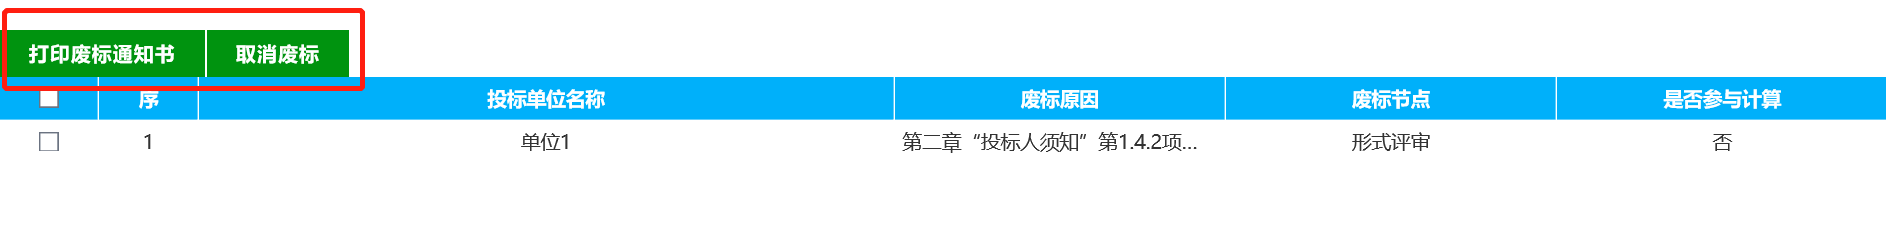 打印废标通知书 取消废标
序 投标单位名称 废标原因 废标节点 是否参与计算
1 单位1 第二章“投标人须知”第1.4.2项... 形式评审 否